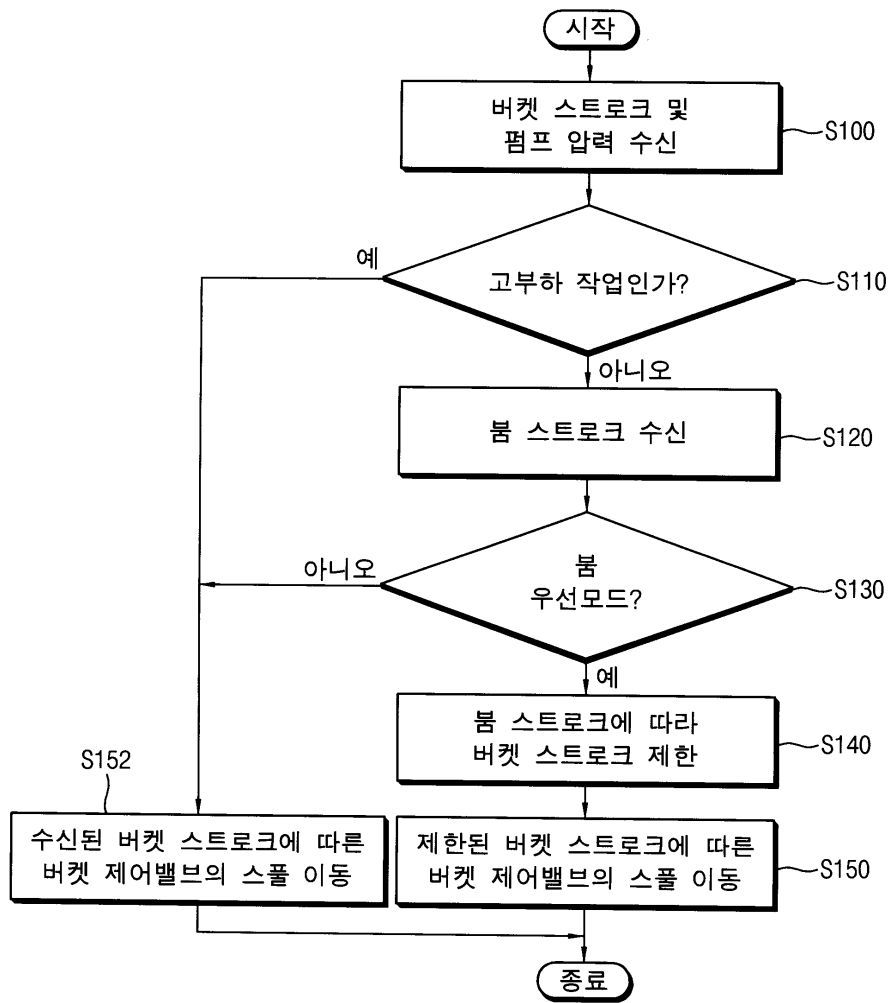 시작
버켓 스트로크 및
펌프 압력 수신
S100
예
고부하 작업인가?
S110
아니오
붐 스트로크 수신
S120
아니오
붐
우선모드?
S130
예
붐 스트로크에 따라
버켓 스트로크 제한
S140
S152
수신된 버켓 스트로크에 따른
버켓 제어밸브의 스풀 이동
제한된 버켓 스트로크에 따른
버켓 제어밸브의 스풀 이동
S150
종료